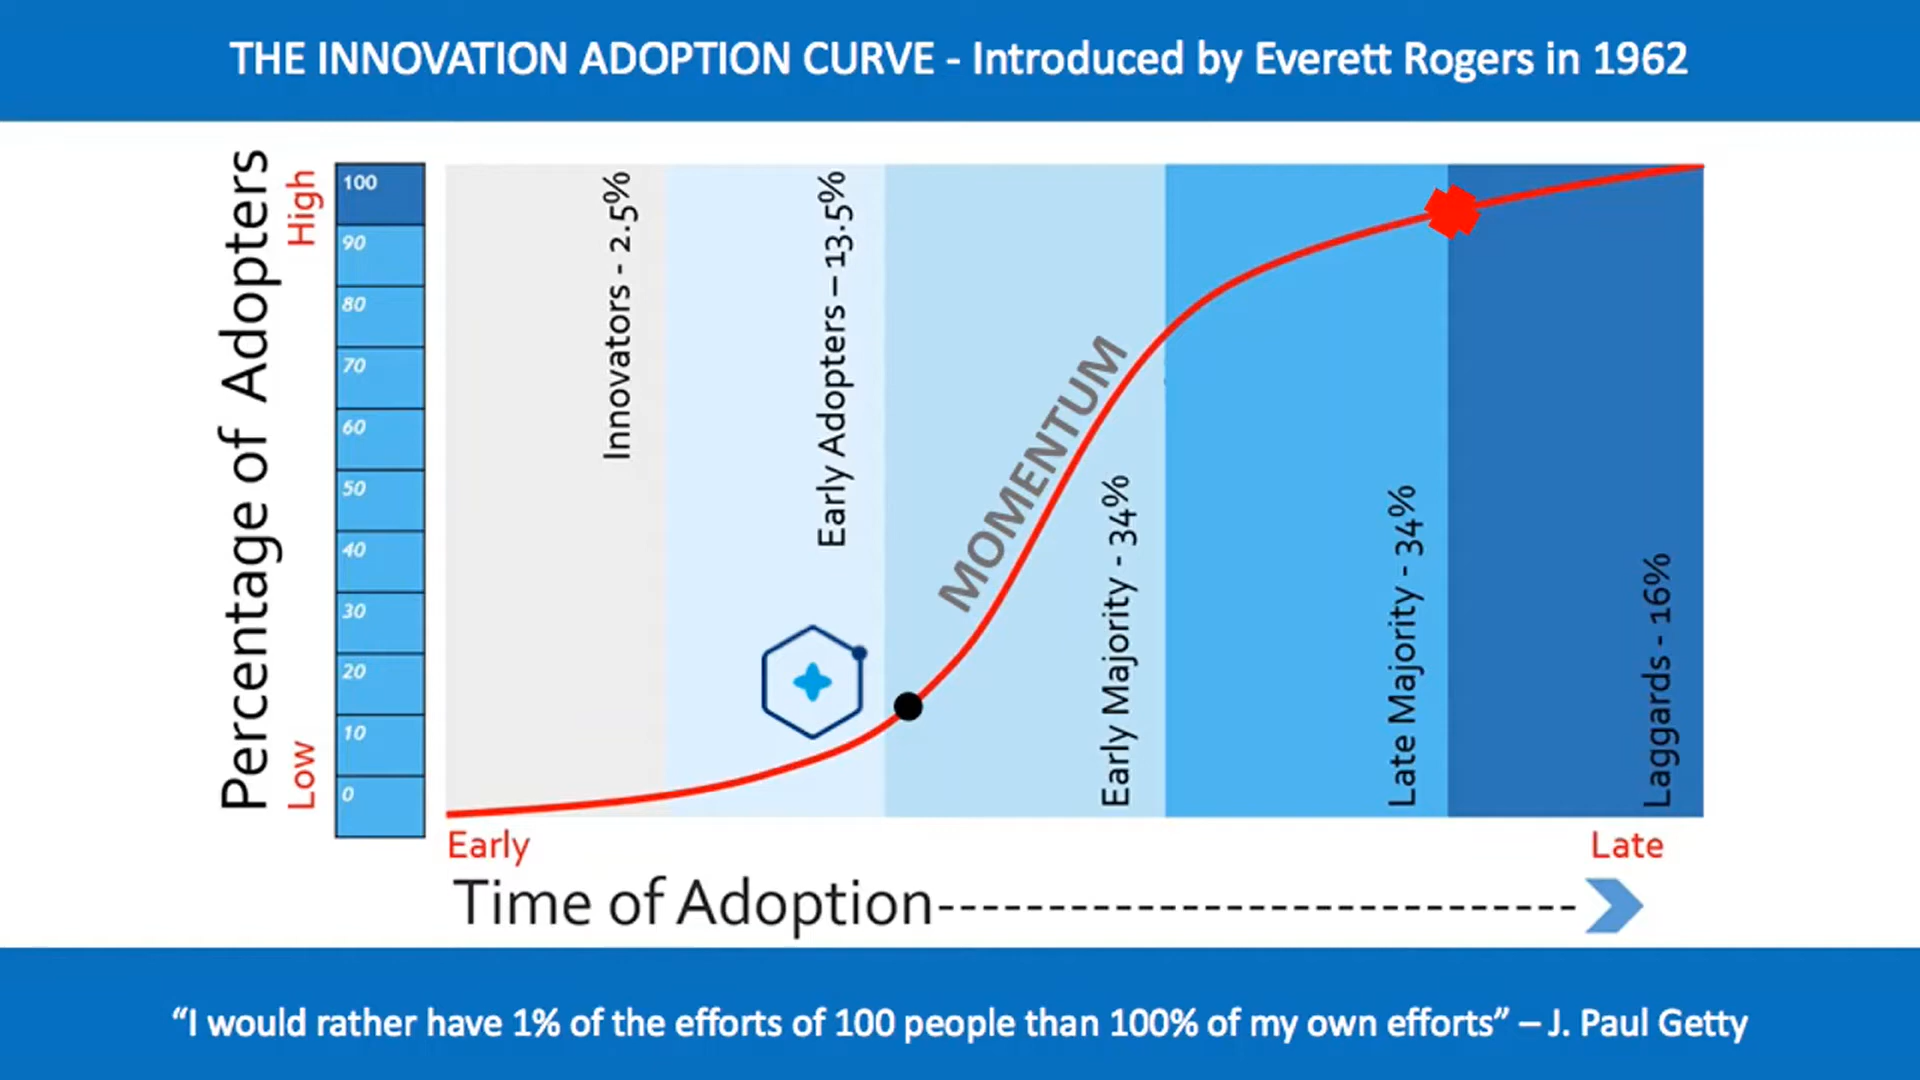 THE INNOVATION ADOPTION CURVE - Introduced by Everett Rogers in 1962
Percentage of Adopters
High
Low
100
90
80
70
60
50
40
30
20
10
0
Innovators - 2.5%
Early Adopters – 13.5%
MOMENTUM
Early Majority - 34%
Late Majority - 34%
Laggards - 16%
Early
Late
Time of Adoption
“I would rather have 1% of the efforts of 100 people than 100% of my own efforts” – J. Paul Getty